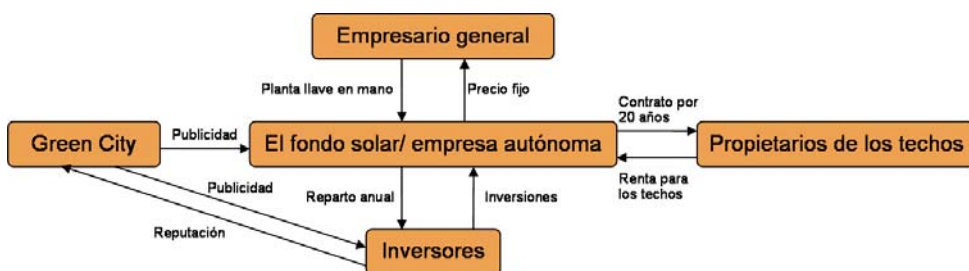 Empresario general
Planta llave en mano
Precio fijo
Contrato por
20 años
Green City
Publicidad
El fondo solar/ empresa autónoma
Propietarios de los techos
Publicidad
Reparto anual
Inversiones
Renta para
los techos
Reputación
Inversores